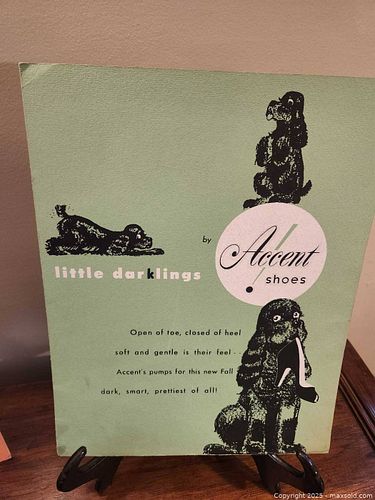 by
Accent!
shoes
little darklings
Open of toe, closed of heel
soft and gentle is their feel--
Accent's pumps for this new Fall
dark, smart, prettiest of all!
Copyright 2025 - maxsold.com